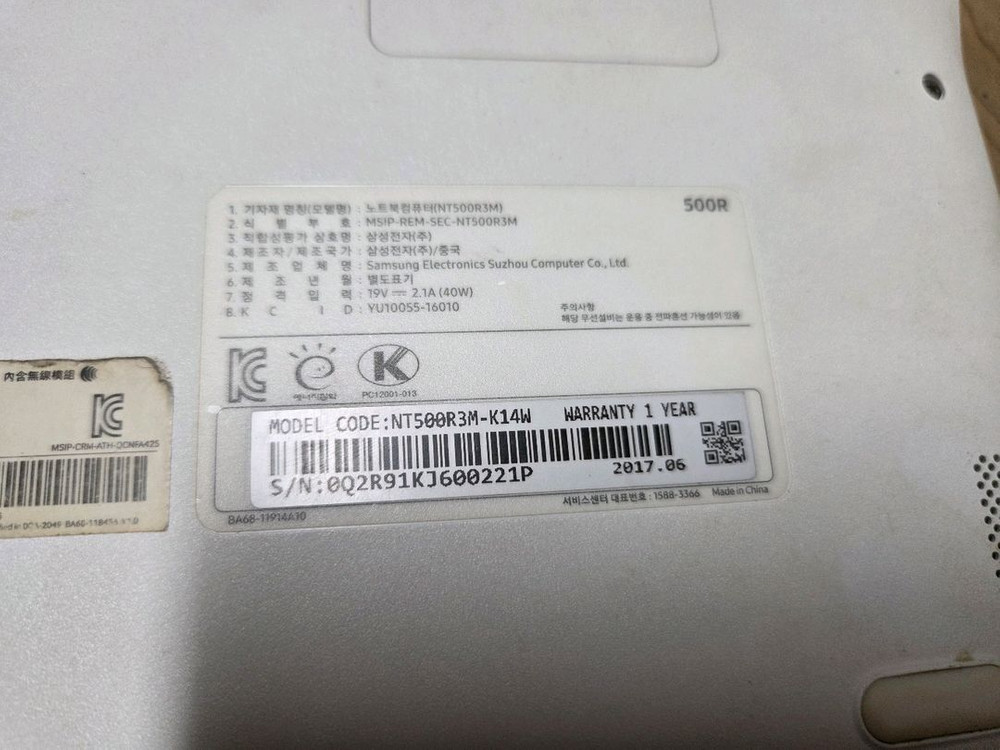 500R
1. 기자재 명칭(모델명) : 노트북컴퓨터(NT500R3M)
2. 식 별 부 호 : MSIP-REM-SEC-NT500R3M
3. 적합성평가 상호명 : 삼성전자(주)
4. 제조자/제조국가 : 삼성전자(주)/중국
5. 제 조 업 체 명 : Samsung Electronics Suzhou Computer Co., Ltd.
6. 제 조 년 월 : 별도표기
7. 정 격 입 력 : 19V 2.1A (40W)
8. K C I D : YU10055-16010
주의사항
해당 무선설비는 운용 중 전파혼신 가능성이 있음
에너지절약
PC12001-013
MODEL CODE:NT500R3M-K14W WARRANTY 1 YEAR
S/N:0Q2R91KJ600221P
2017.06
서비스센터 대표번호 : 1588-3366 Made in China
BA68-11914A10
內含無線模組
MSIP-CRM-ATH-QCNFA425